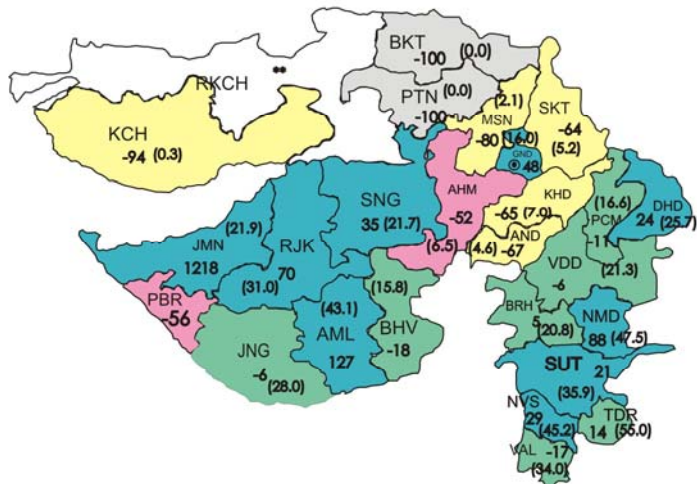 BKT
-100 (0.0)
RKCH **
PTN (0.0)
-100
(2.1)
MSN
-80 (16.0)
SKT
-64
(5.2)
KCH
-94 (0.3)
GND
48
AHM
-52
(6.5)
KHD
-65 (7.0)
AND
(4.6) -67
(16.6)
PCM
-11
DHD
24 (25.7)
SNG
35 (21.7)
(21.9)
JMN
1218
RJK
70
(31.0)
PBR
-56
JNG
-6
(28.0)
(43.1)
AML
127
(15.8)
BHV
-18
VDD
-6
(21.3)
BRH
5 (20.8)
NMD
88 (47.5)
SUT
21
(35.9)
NVS
29
(45.2)
TDR
14 (55.0)
VAL -17
(34.0)